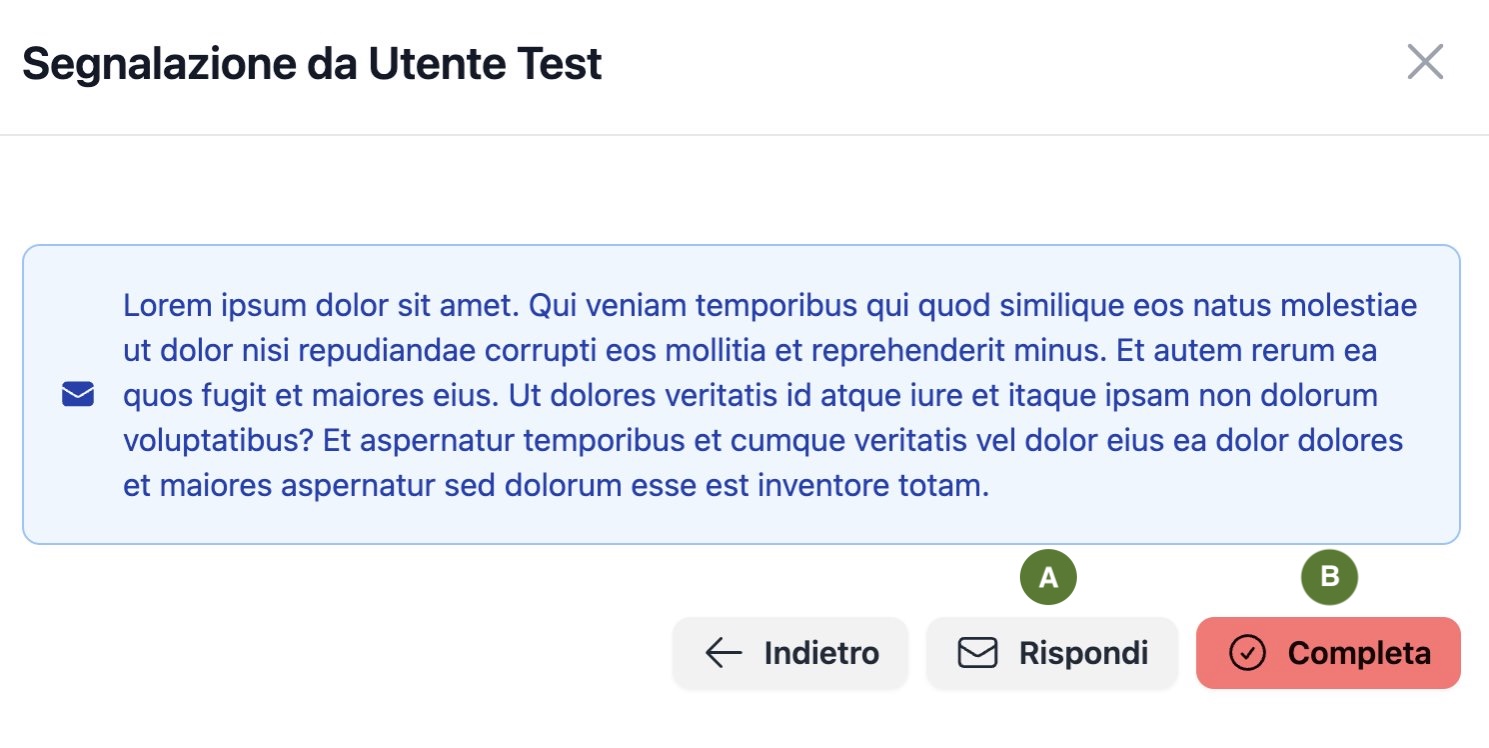 Segnalazione da Utente Test
Lorem ipsum dolor sit amet. Qui veniam temporibus qui quod similique eos natus molestiae
ut dolor nisi repudiandae corrupti eos mollitia et reprehenderit minus. Et autem rerum ea
quos fugit et maiores eius. Ut dolores veritatis id atque iure et itaque ipsam non dolorum
voluptatibus? Et aspernatur temporibus et cumque veritatis vel dolor eius ea dolor dolores
et maiores aspernatur sed dolorum esse est inventore totam.
A B
Indietro Rispondi Completa